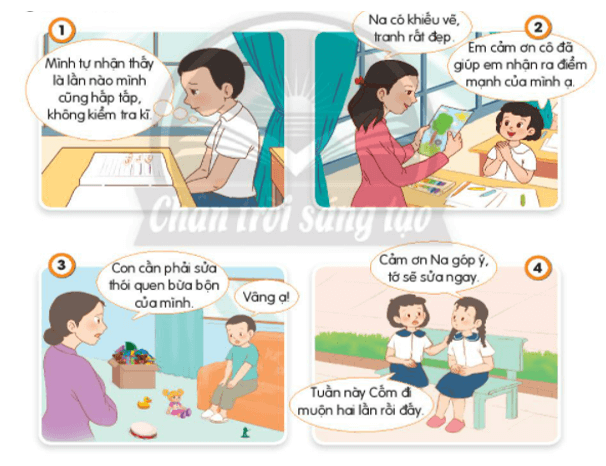 1
Mình tự nhận thấy
là lần nào mình
cũng hấp tấp,
không kiểm tra kĩ.
2
Na có khiếu vẽ,
tranh rất đẹp.
Em cảm ơn cô đã
giúp em nhận ra điểm
mạnh của mình ạ.
Chân trời sáng tạo
3
Con cần phải sửa
thói quen bừa bộn
của mình.
Vâng ạ!
4
Cảm ơn Na góp ý,
tớ sẽ sửa ngay.
Tuần này Cốm đi
muộn hai lần rồi đấy.